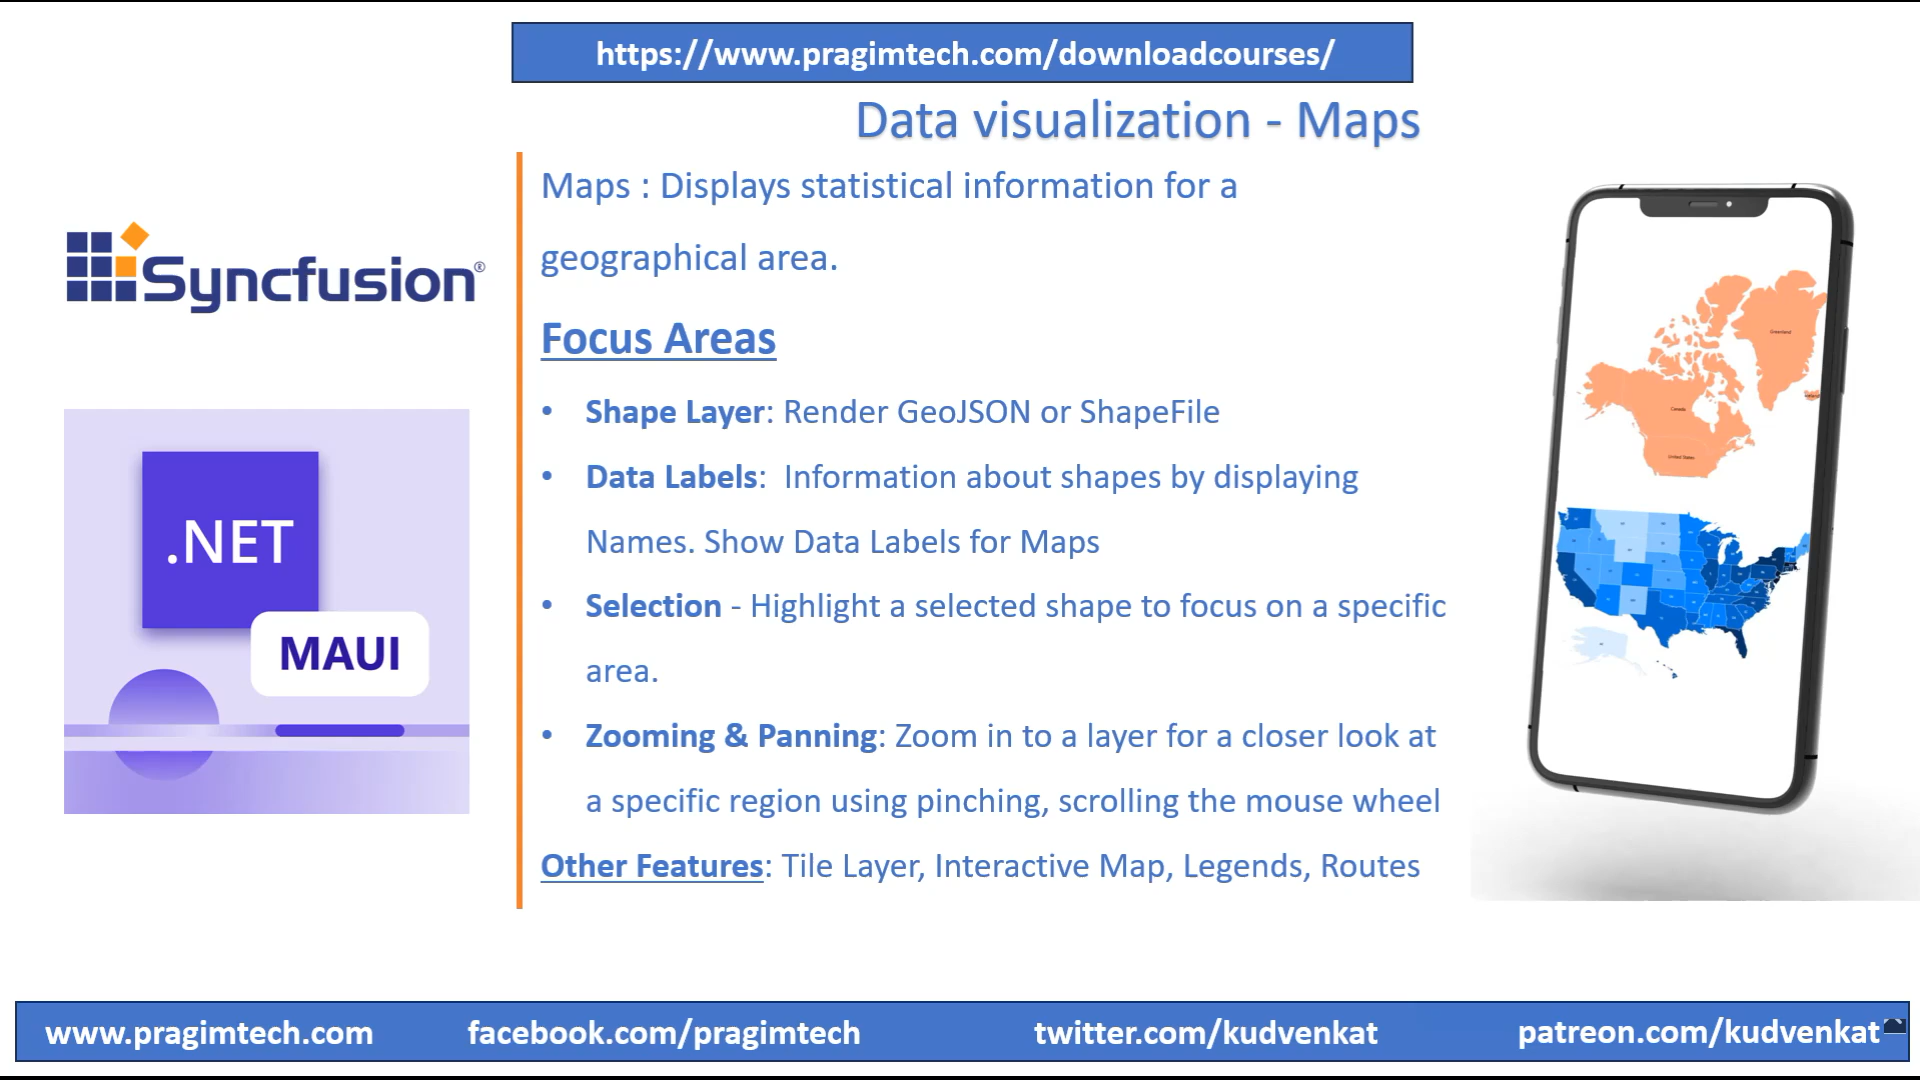 https://www.pragimtech.com/downloadcourses/
Data visualization - Maps
Maps : Displays statistical information for a
geographical area.
Syncfusion®
Focus Areas
• Shape Layer: Render GeoJSON or ShapeFile
• Data Labels: Information about shapes by displaying
Names. Show Data Labels for Maps
• Selection - Highlight a selected shape to focus on a specific
area.
• Zooming & Panning: Zoom in to a layer for a closer look at
a specific region using pinching, scrolling the mouse wheel
Other Features: Tile Layer, Interactive Map, Legends, Routes
.NET
MAUI
Greenland
Canada
United States
www.pragimtech.com
facebook.com/pragimtech
twitter.com/kudvenkat
patreon.com/kudvenkat